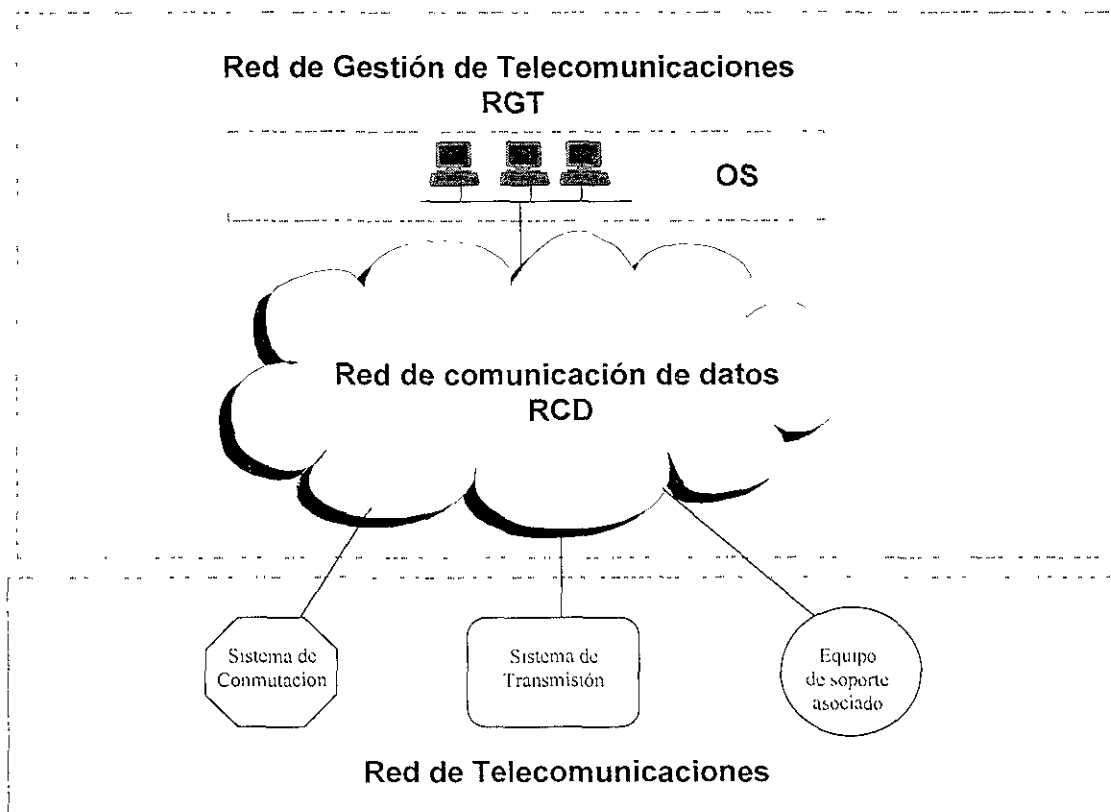 Red de Gestión de Telecomunicaciones
RGT
OS
Red de comunicación de datos
RCD
Sistema de
Conmutacion
Sistema de
Transmisión
Equipo
de soporte
asociado
Red de Telecomunicaciones